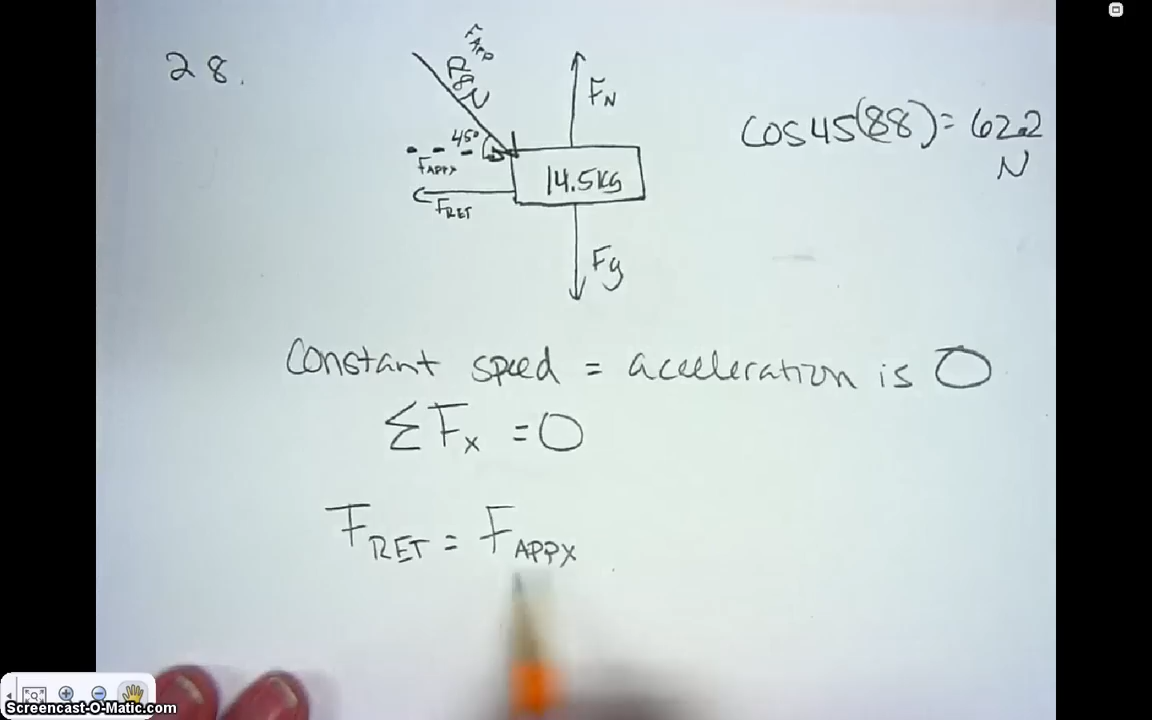 28.
FAPP
88N
FN
45°
FAPPX
14.5KG
FRET
Fg
cos45(88)= 62.2
N
Constant speed = aceeleration is 0
ΣFx = 0
FRET = FAPPX
Screencast-O-Matic.com